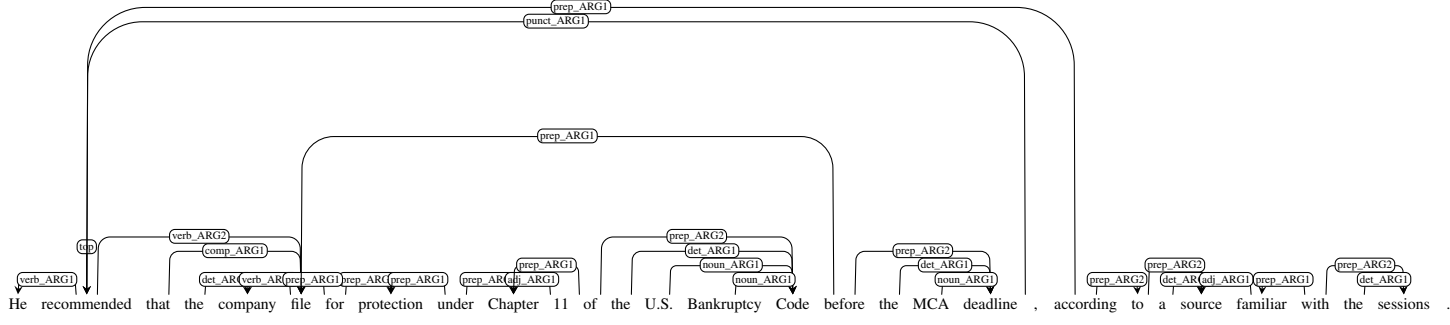 prep_ARG1
punct_ARG1
prep_ARG1
verb_ARG2 prep_ARG2
top comp_ARG1 det_ARG1 prep_ARG2
prep_ARG1 noun_ARG1 det_ARG1 prep_ARG2 prep_ARG2
verb_ARG1 prep_ARG1 prep_ARG1 adj_ARG1 noun_ARG1 noun_ARG1 prep_ARG2 adj_ARG1 prep_ARG1 det_ARG1
He recommended that the company file for protection under Chapter 11 of the U.S. Bankruptcy Code before the MCA deadline , according to a source familiar with the sessions .